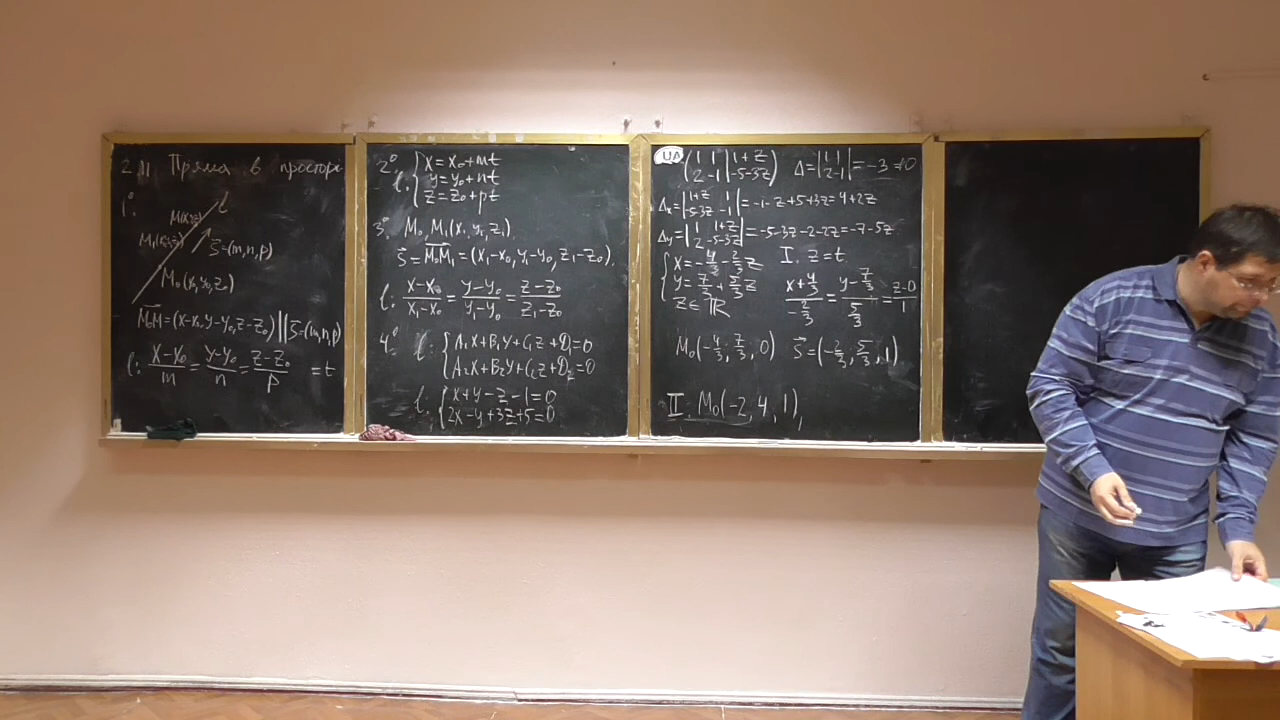 2.11 Пряма в просторі
1°
l
M(x,y,z)
S⃗=(m,n,p)
M₀(x₀,y₀,z₀)
M₀M⃗=(x-x₀,y-y₀,z-z₀)||S⃗=(m,n,p)
l: (x-x₀)/m = (y-y₀)/n = (z-z₀)/p = t
2° l: { x=x₀+mt
y=y₀+nt
z=z₀+pt
3° M₀, M₁(x₁,y₁,z₁)
S⃗=M₀M₁⃗=(x₁-x₀,y₁-y₀,z₁-z₀).
l: (x-x₀)/(x₁-x₀) = (y-y₀)/(y₁-y₀) = (z-z₀)/(z₁-z₀)
4° l: { A₁x+B₁y+C₁z+D₁=0
A₂x+B₂y+C₂z+D₂=0
l: { x+y-z-1=0
2x-y+3z+5=0
UA
(1 1 | 1+z
2 -1 | -5-3z) Δ=|1 1
2 -1|=-3≠0
Δx=|1+z 1
-5-3z -1|=-1-z+5+3z=4+2z
Δy=|1 1+z
2 -5-3z|=-5-3z-2-2z=-7-5z
{ x=-4/3-2/3z
y=7/3+5/3z
z∈ℝ
I. z=t
(x+4/3)/(-2/3) = (y-7/3)/(5/3) = (z-0)/1
M₀(-4/3, 7/3, 0) S⃗=(-2/3, 5/3, 1)
II. M₀(-2, 4, 1),